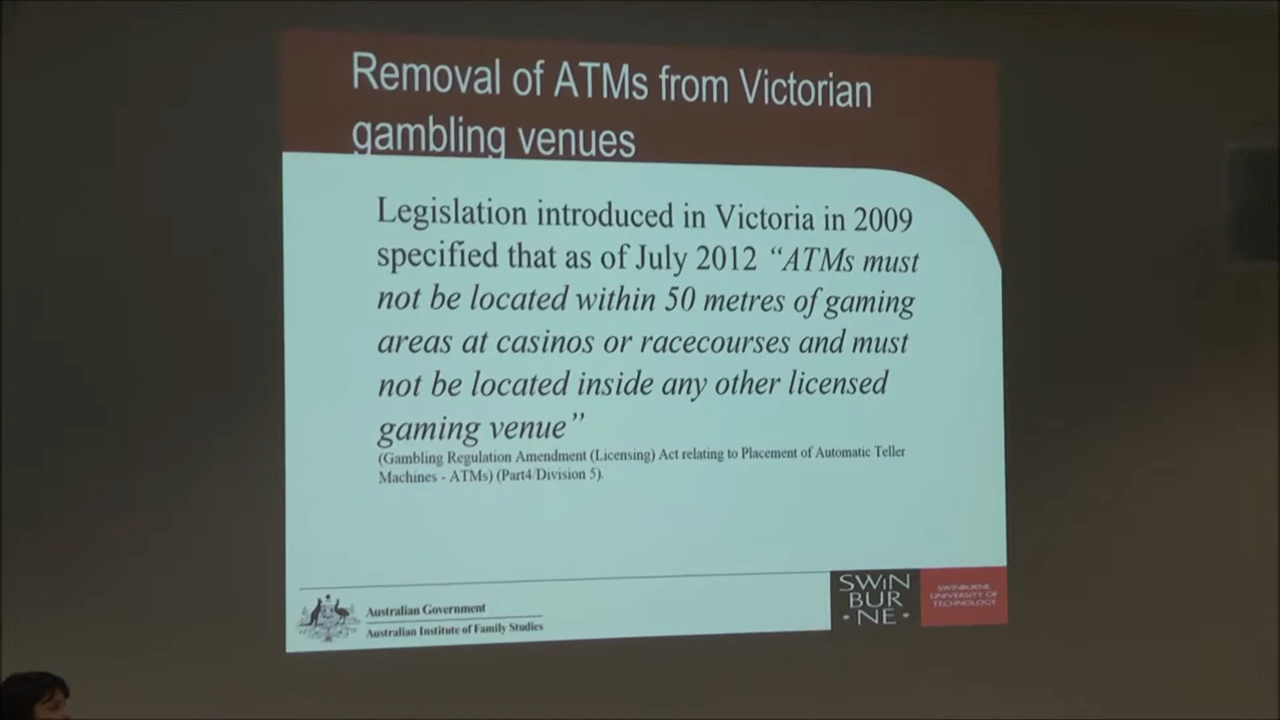 Removal of ATMs from Victorian
gambling venues
Legislation introduced in Victoria in 2009
specified that as of July 2012 “ATMs must
not be located within 50 metres of gaming
areas at casinos or racecourses and must
not be located inside any other licensed
gaming venue”
(Gambling Regulation Amendment (Licensing) Act relating to Placement of Automatic Teller
Machines - ATMs) (Part4/Division 5).
Australian Government
Australian Institute of Family Studies
SWiN
BUR
• NE •
SWINBURNE
UNIVERSITY OF
TECHNOLOGY